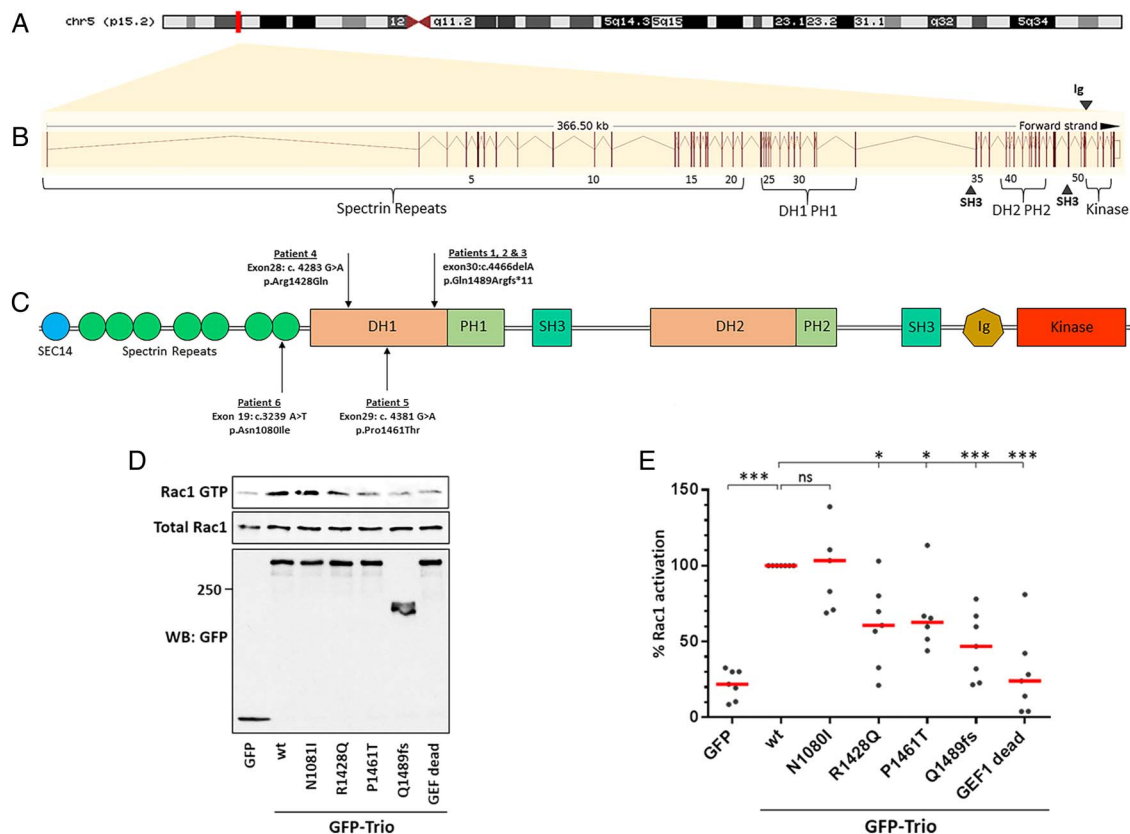 A
chr5 (p15.2)
12 q11.2 5q14.3 5q15 23.1 23.2 31.1 q32 5q34
Ig
B
366.50 kb Forward strand
5 10 15 20 25 30 35 40 50
SH3 SH3
Spectrin Repeats DH1 PH1 DH2 PH2 Kinase
Patient 4
Exon28: c. 4283 G>A
p.Arg1428Gln
Patients 1, 2 & 3
exon30:c.4466delA
p.Gln1489Argfs*11
C
DH1 PH1 SH3 DH2 PH2 SH3 Ig Kinase
SEC14 Spectrin Repeats
Patient 6
Exon 19: c.3239 A>T
p.Asn1080Ile
Patient 5
Exon29: c. 4381 G>A
p.Pro1461Thr
D
Rac1 GTP
Total Rac1
250
WB: GFP
GFP
wt
N1081I
R1428Q
P1461T
Q1489fs
GEF dead
GFP-Trio
E
*** ns * * *** ***
% Rac1 activation
150
100
50
0
GFP
wt
N1080I
R1428Q
P1461T
Q1489fs
GEF1 dead
GFP-Trio